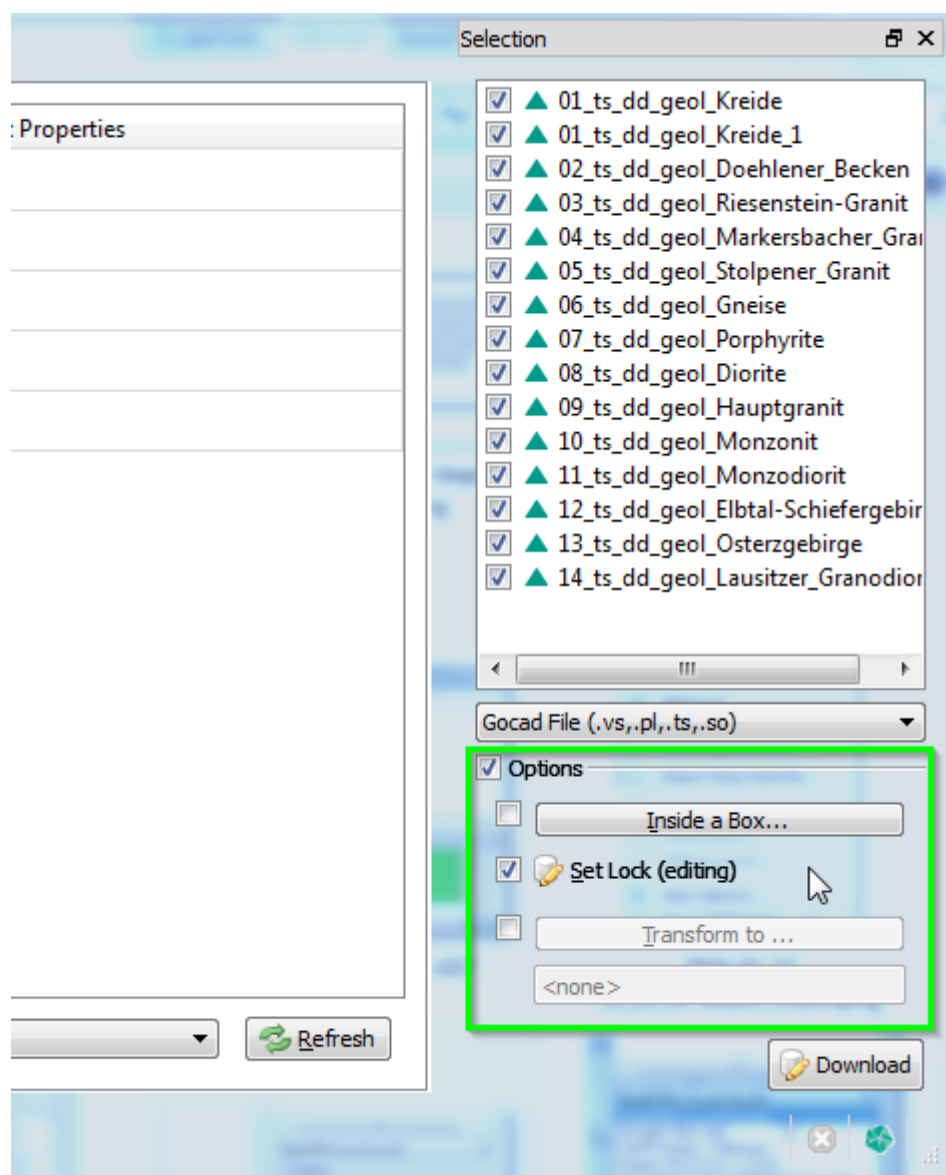 Selection
: Properties
01_ts_dd_geol_Kreide
01_ts_dd_geol_Kreide_1
02_ts_dd_geol_Doehlener_Becken
03_ts_dd_geol_Riesenstein-Granit
04_ts_dd_geol_Markersbacher_Gra
05_ts_dd_geol_Stolpener_Granit
06_ts_dd_geol_Gneise
07_ts_dd_geol_Porphyrite
08_ts_dd_geol_Diorite
09_ts_dd_geol_Hauptgranit
10_ts_dd_geol_Monzonit
11_ts_dd_geol_Monzodiorit
12_ts_dd_geol_Elbtal-Schiefergebir
13_ts_dd_geol_Osterzgebirge
14_ts_dd_geol_Lausitzer_Granodior
Gocad File (.vs,.pl,.ts,.so)
Options
Inside a Box...
Set Lock (editing)
Transform to ...
<none>
Refresh
Download